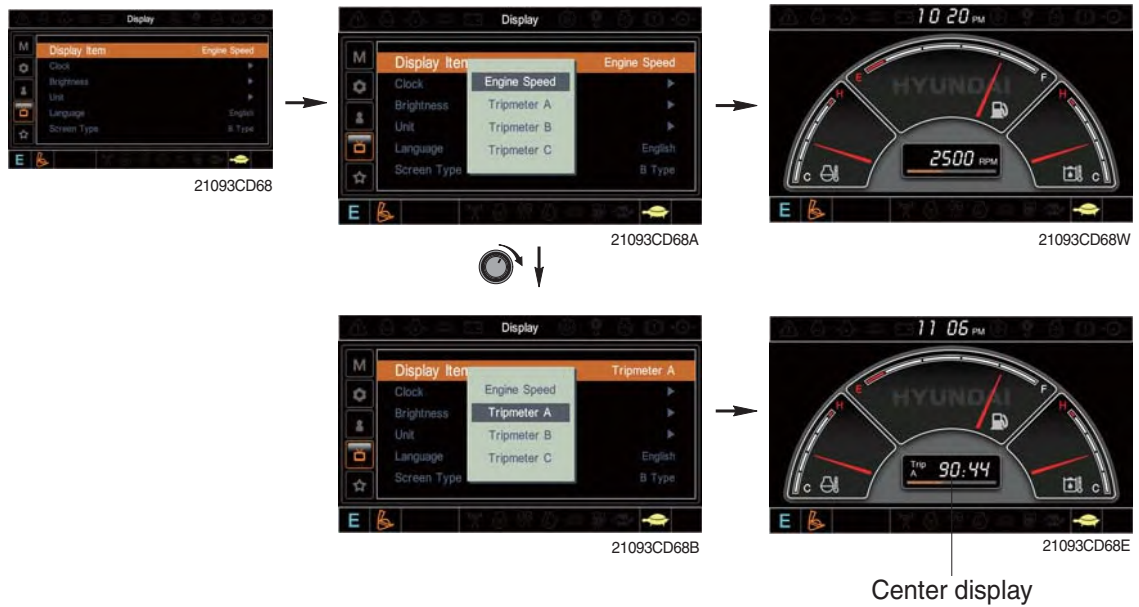 Display
M
Display Item Engine Speed
Clock
Brightness
Unit
Language English
Screen Type B Type
E
21093CD68
Display
M
Display Item Engine Speed
Clock
Brightness
Unit
Language English
Screen Type B Type
Engine Speed
Tripmeter A
Tripmeter B
Tripmeter C
E
21093CD68A
10 20 PM
HYUNDAI
E F
H H
C C
2500 RPM
E
21093CD68W
Display
M
Display Item Tripmeter A
Clock
Brightness
Unit
Language English
Screen Type B Type
Engine Speed
Tripmeter A
Tripmeter B
Tripmeter C
E
21093CD68B
11 06 PM
HYUNDAI
E F
H H
C C
Trip A 90:44
E
21093CD68E
Center display